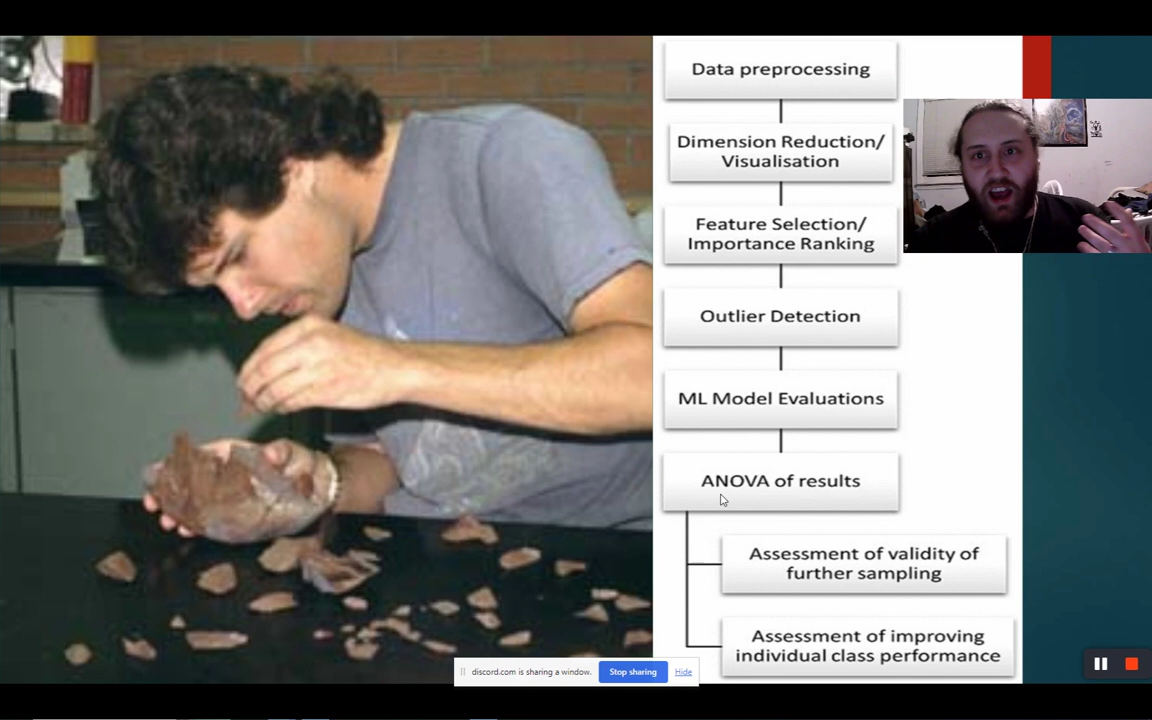 Data preprocessing
Dimension Reduction/
Visualisation
Feature Selection/
Importance Ranking
Outlier Detection
ML Model Evaluations
ANOVA of results
Assessment of validity of
further sampling
Assessment of improving
individual class performance
discord.com is sharing a window. Stop sharing Hide